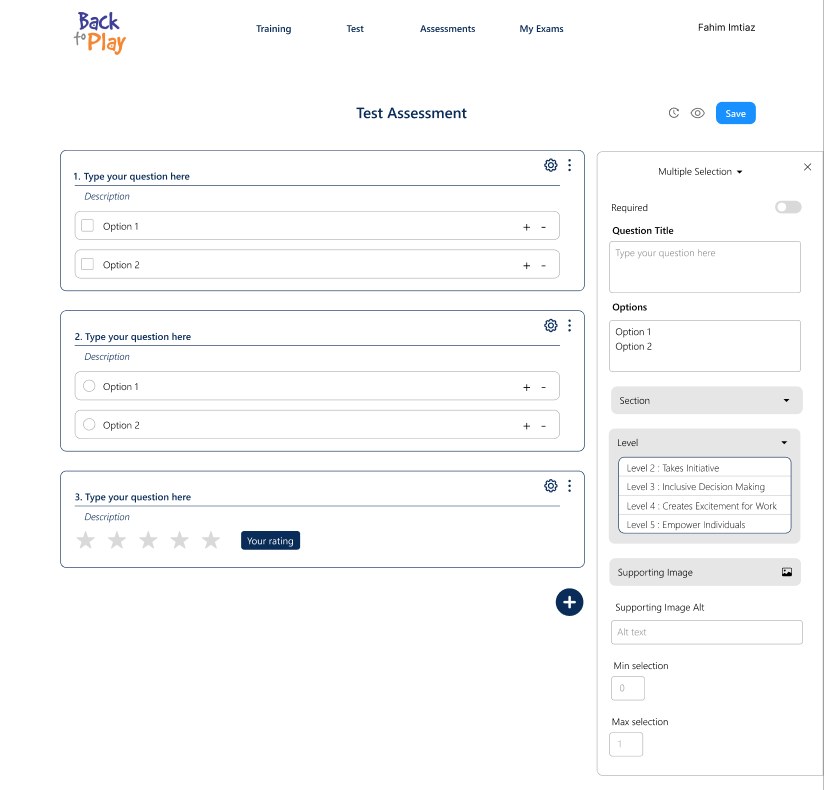 Back
to Play
Training
Test
Assessments
My Exams
Fahim Imtiaz
Test Assessment
Save
1. Type your question here
Description
Option 1
+ -
Option 2
+ -
2. Type your question here
Description
Option 1
+ -
Option 2
+ -
3. Type your question here
Description
Your rating
Multiple Selection
Required
Question Title
Type your question here
Options
Option 1
Option 2
Section
Level
Level 2 : Takes Initiative
Level 3 : Inclusive Decision Making
Level 4 : Creates Excitement for Work
Level 5 : Empower Individuals
Supporting Image
Supporting Image Alt
Alt text
Min selection
0
Max selection
1